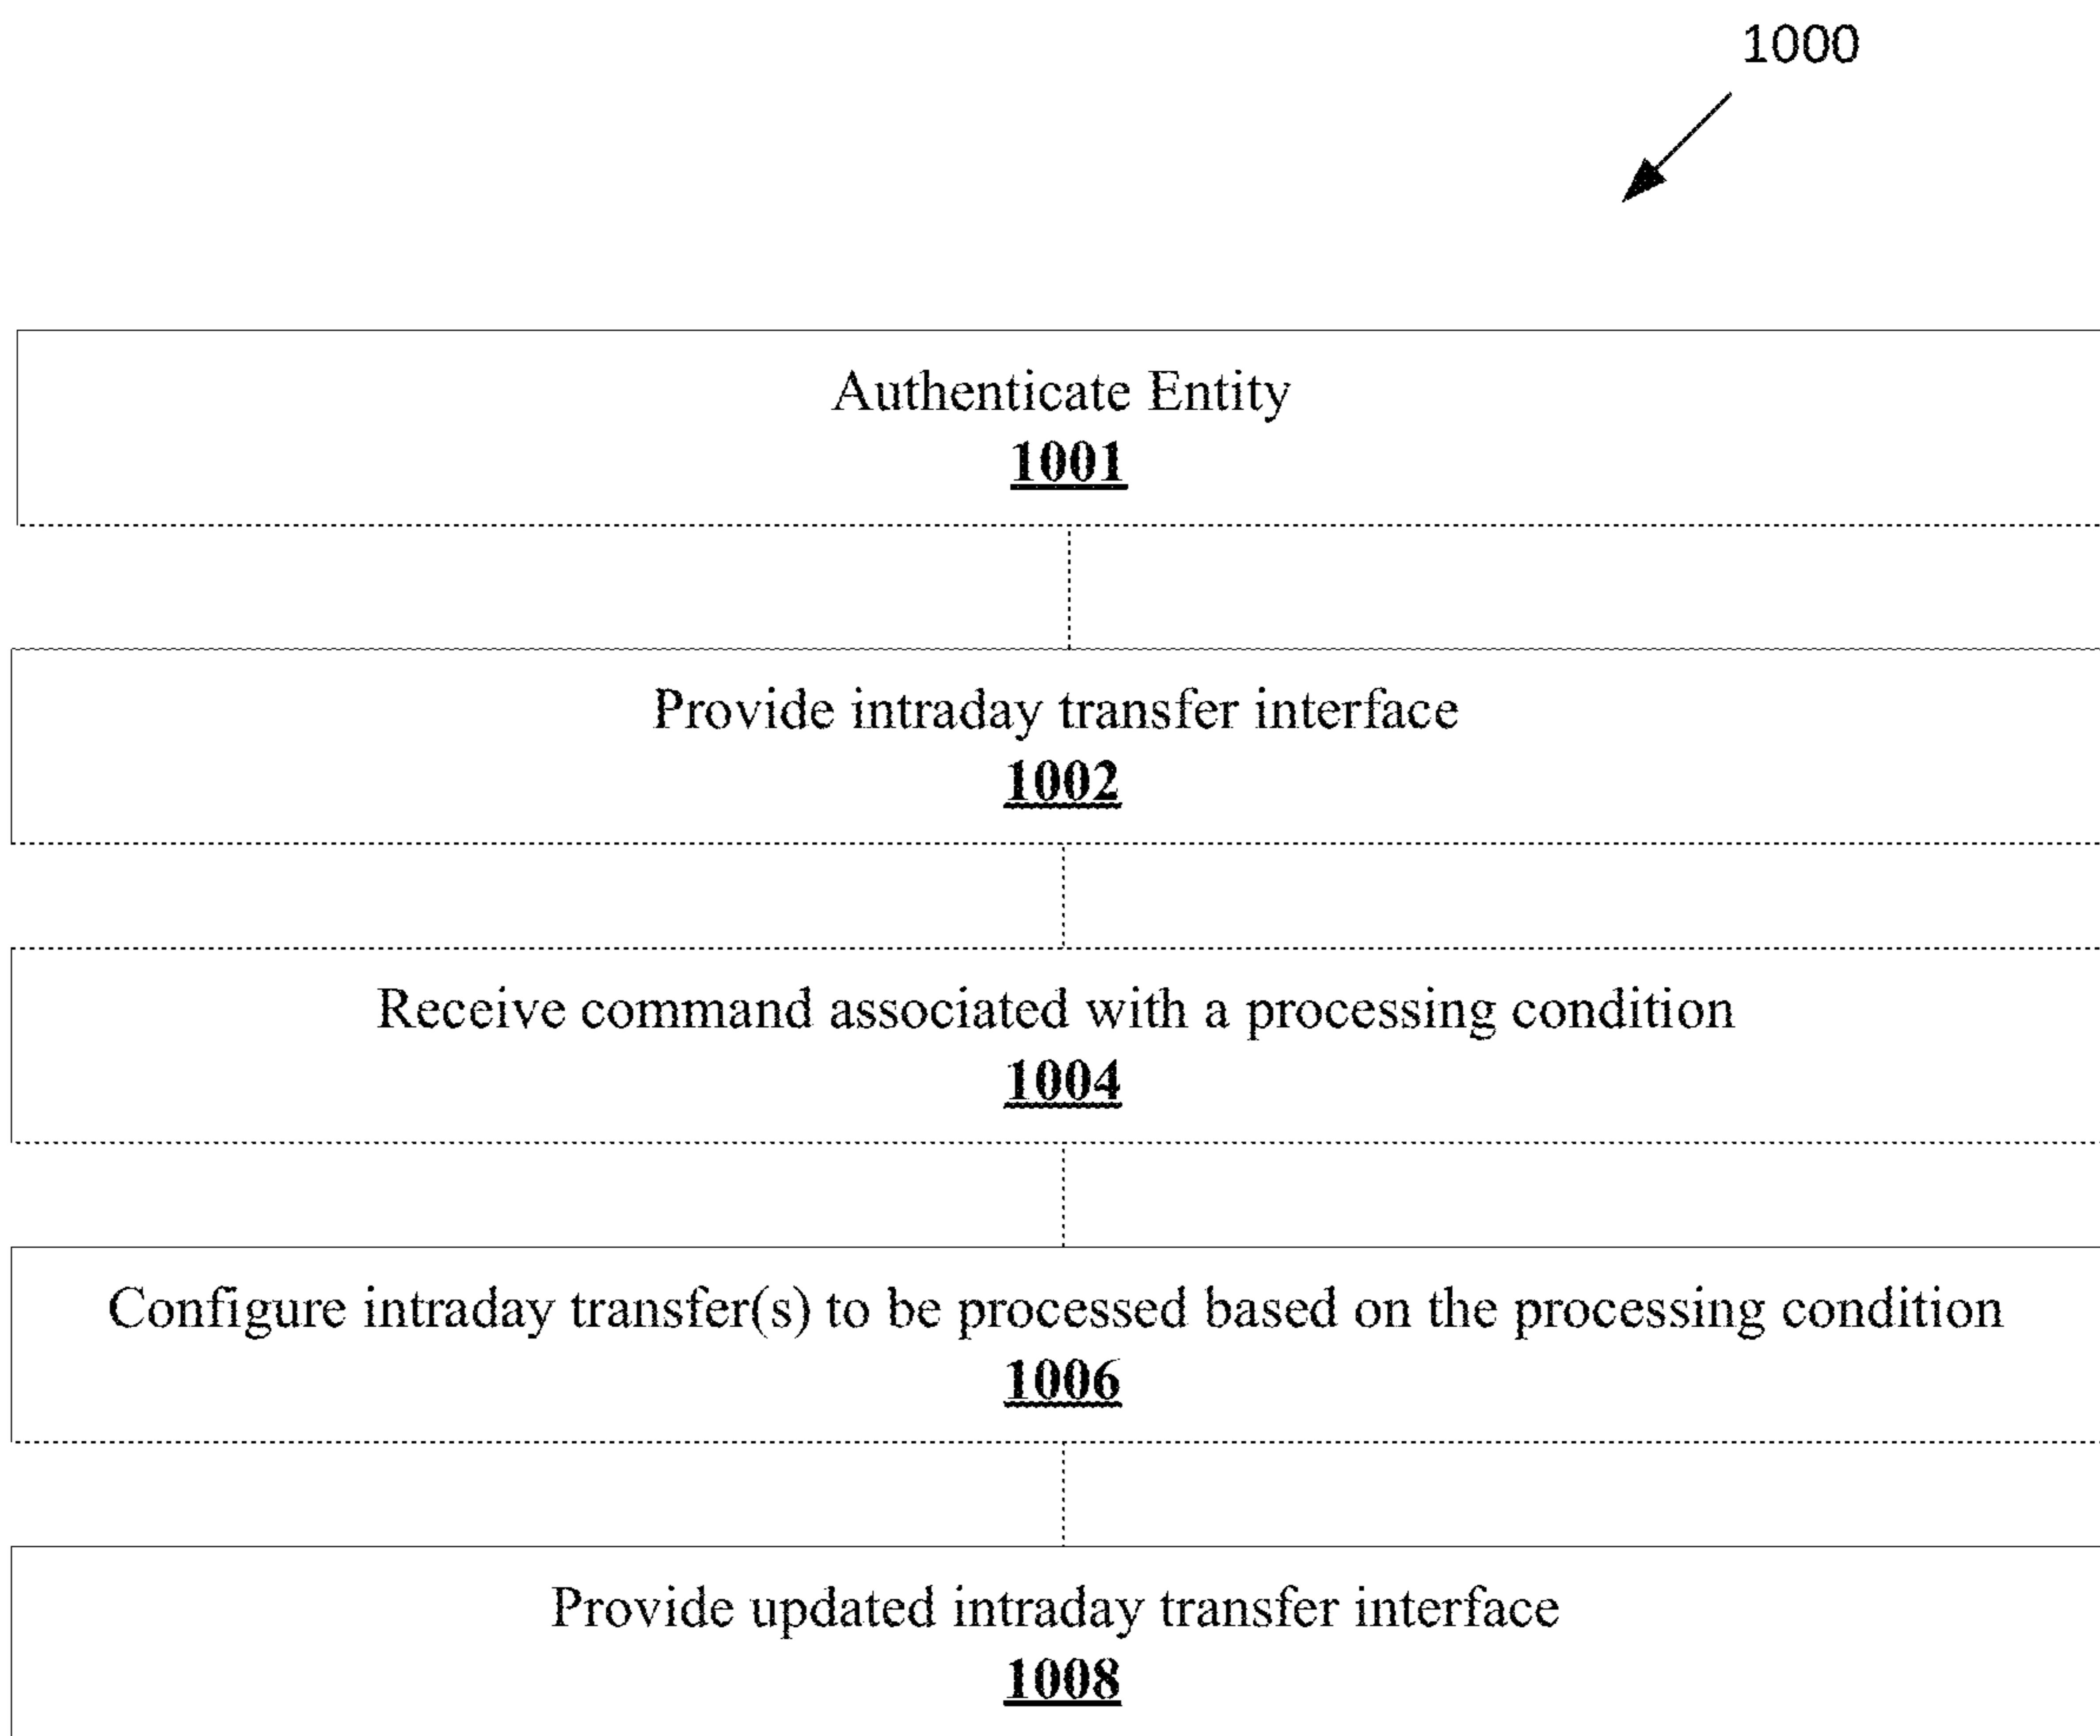 1000
Authenticate Entity
1001
Provide intraday transfer interface
1002
Receive command associated with a processing condition
1004
Configure intraday transfer(s) to be processed based on the processing condition
1006
Provide updated intraday transfer interface
1008